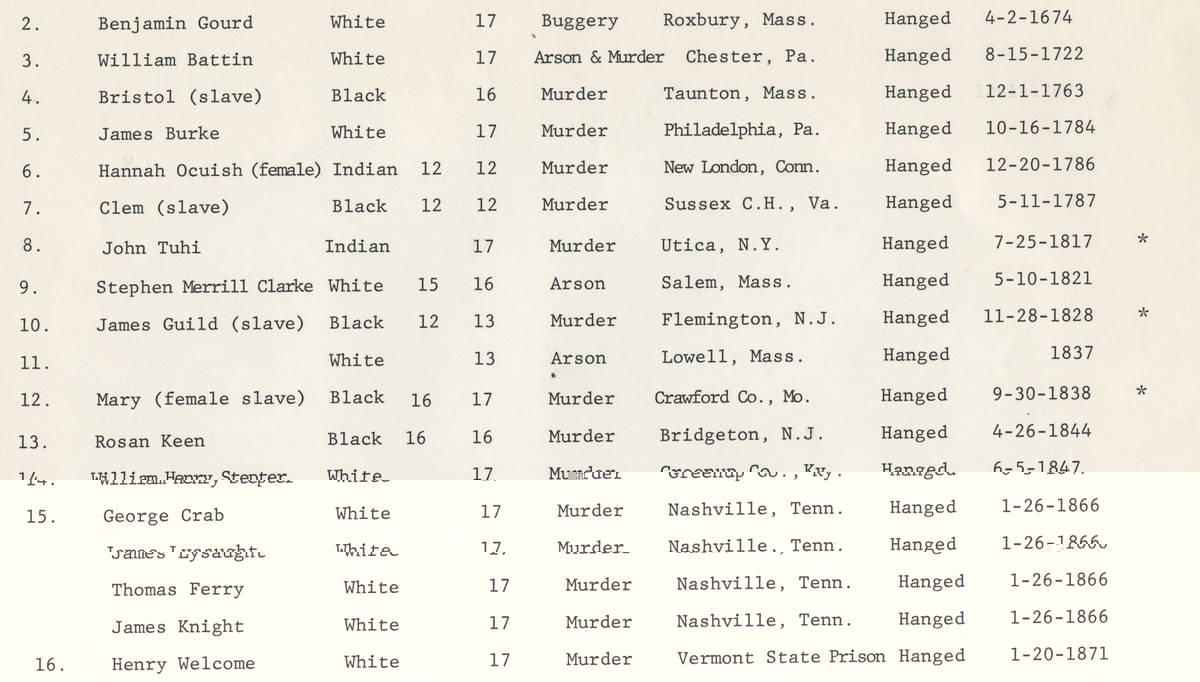 2. Benjamin Gourd White 17 Buggery Roxbury, Mass. Hanged 4-2-1674
3. William Battin White 17 Arson & Murder Chester, Pa. Hanged 8-15-1722
4. Bristol (slave) Black 16 Murder Taunton, Mass. Hanged 12-1-1763
5. James Burke White 17 Murder Philadelphia, Pa. Hanged 10-16-1784
6. Hannah Ocuish (female) Indian 12 12 Murder New London, Conn. Hanged 12-20-1786
7. Clem (slave) Black 12 12 Murder Sussex C.H., Va. Hanged 5-11-1787
8. John Tuhi Indian 17 Murder Utica, N.Y. Hanged 7-25-1817 *
9. Stephen Merrill Clarke White 15 16 Arson Salem, Mass. Hanged 5-10-1821
10. James Guild (slave) Black 12 13 Murder Flemington, N.J. Hanged 11-28-1828 *
11. White 13 Arson Lowell, Mass. Hanged 1837
12. Mary (female slave) Black 16 17 Murder Crawford Co., Mo. Hanged 9-30-1838 *
13. Rosan Keen Black 16 16 Murder Bridgeton, N.J. Hanged 4-26-1844
14. William Henry White 17 Murder Co., Ky. Hanged 6-5-1847
15. George Crab White 17 Murder Nashville, Tenn. Hanged 1-26-1866
James White 17 Murder Nashville, Tenn. Hanged 1-26-1866
Thomas Ferry White 17 Murder Nashville, Tenn. Hanged 1-26-1866
James Knight White 17 Murder Nashville, Tenn. Hanged 1-26-1866
16. Henry Welcome White 17 Murder Vermont State Prison Hanged 1-20-1871